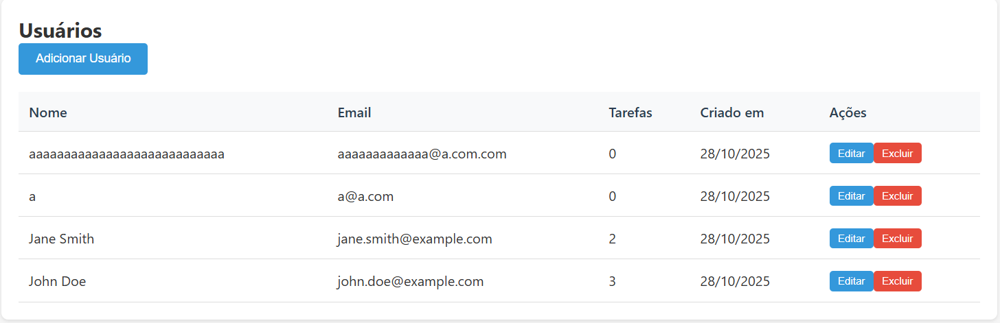 Usuários
Adicionar Usuário
Nome Email Tarefas Criado em Ações
aaaaaaaaaaaaaaaaaaaaaaaaaaaa aaaaaaaaaaaaa@a.com.com 0 28/10/2025 Editar Excluir
a a@a.com 0 28/10/2025 Editar Excluir
Jane Smith jane.smith@example.com 2 28/10/2025 Editar Excluir
John Doe john.doe@example.com 3 28/10/2025 Editar Excluir